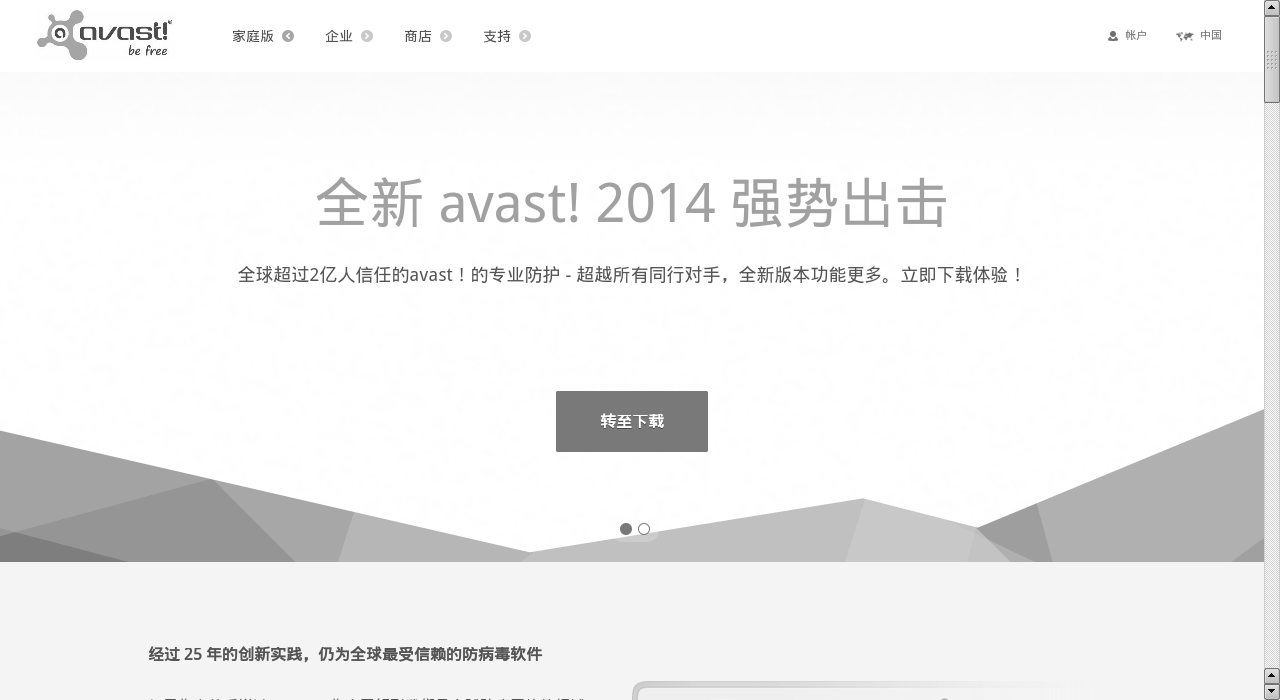 avast!
be free
家庭版
企业
商店
支持
帐户
中国
全新 avast! 2014 强势出击
全球超过2亿人信任的avast！的专业防护 - 超越所有同行对手，全新版本功能更多。立即下载体验！
转至下载
经过 25 年的创新实践，仍为全球最受信赖的防病毒软件